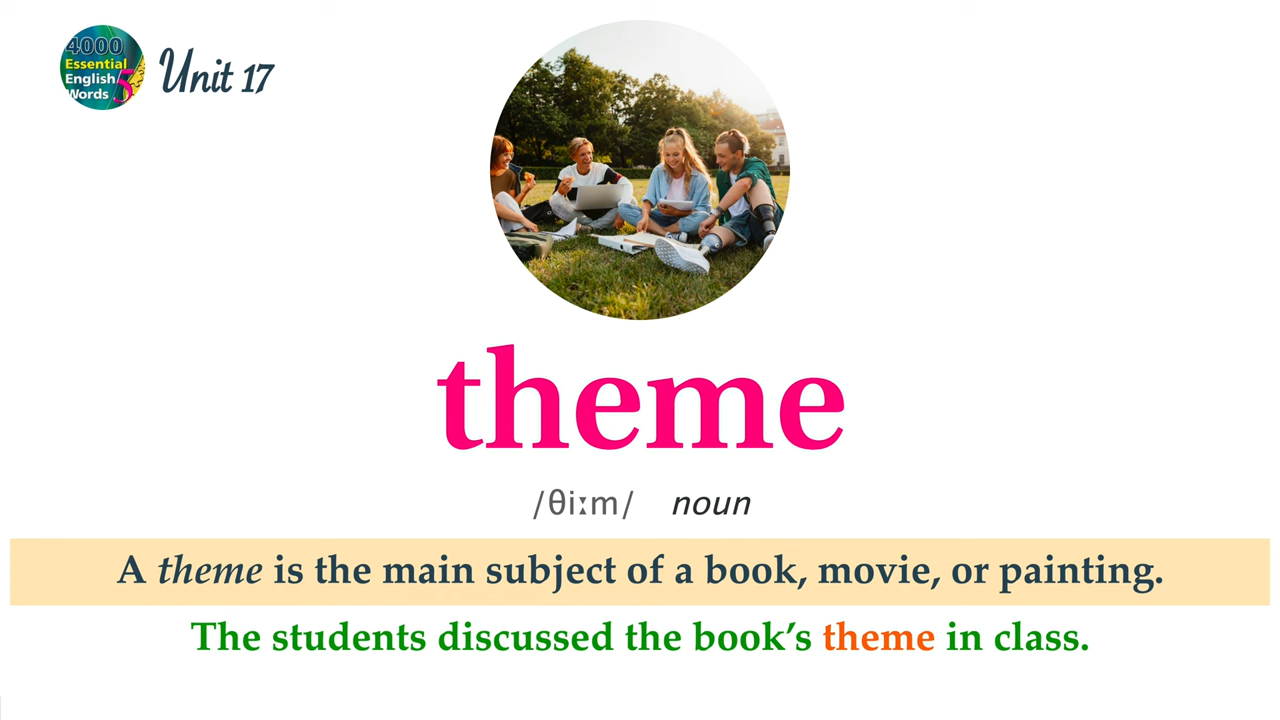 4000
Essential
English
Words 5
Unit 17
theme
/θiːm/ noun
A theme is the main subject of a book, movie, or painting.
The students discussed the book’s theme in class.